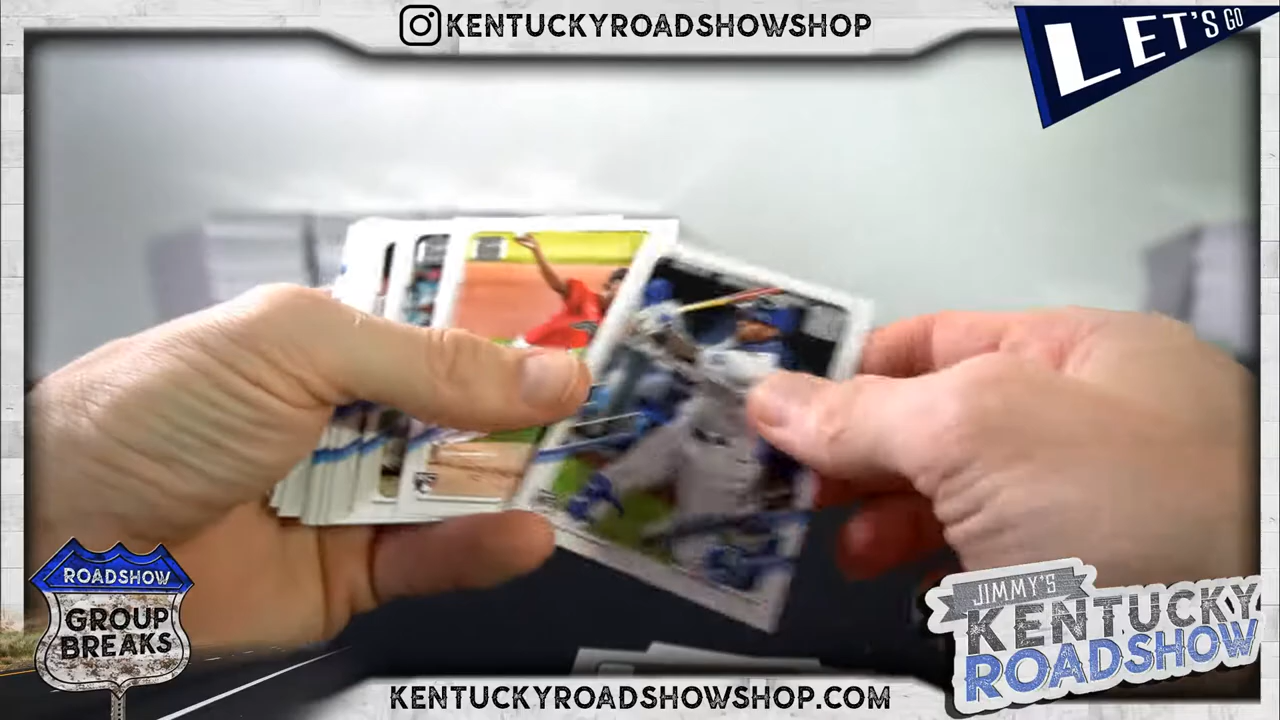 KENTUCKYROADSHOWSHOP
LET'S GO
ROADSHOW
GROUP
BREAKS
JIMMY'S
KENTUCKY
ROADSHOW
KENTUCKYROADSHOWSHOP.COM